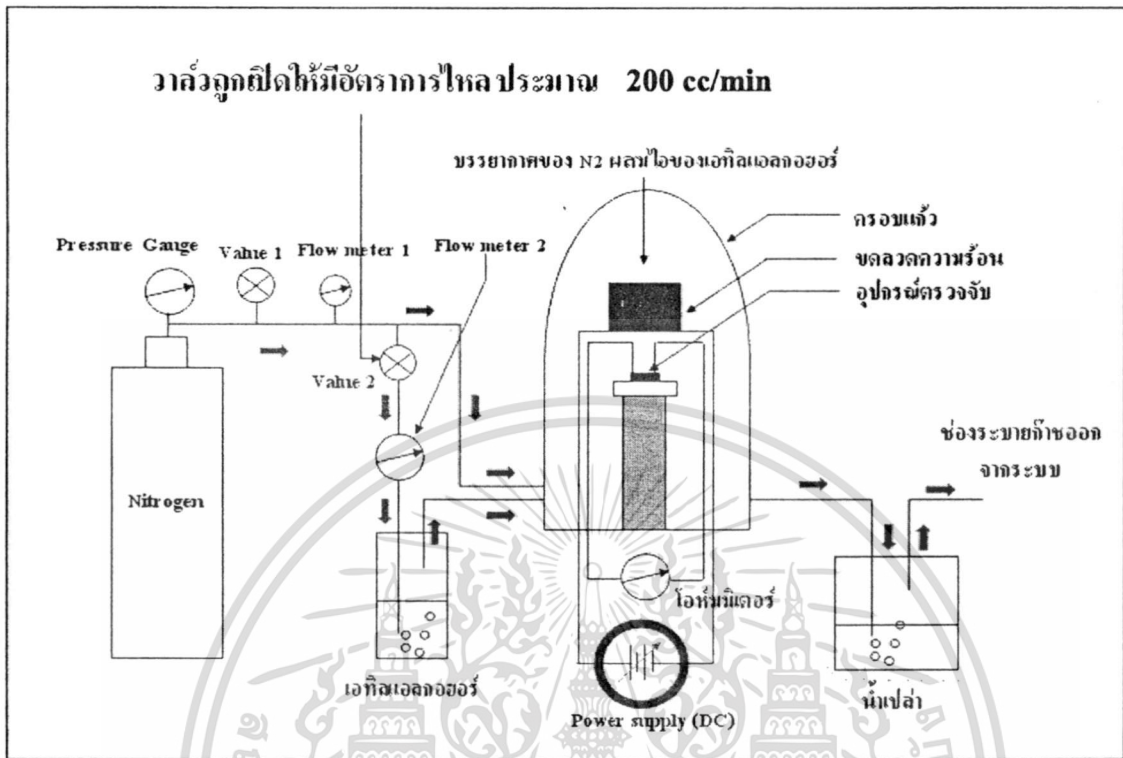 วาล์วถูกเปิดให้มีอัตราการไหล ประมาณ 200 cc/min
บรรยากาศของ N2 ผสมไอของเอทิลแอลกอฮอร์
ครอบแก้ว
Pressure Gauge
Value 1
Flow meter 1
Flow meter 2
ขดลวดความร้อน
อุปกรณ์ตรวจจับ
Value 2
ช่องระบายก๊าซออก
จากระบบ
Nitrogen
โอห์มมิเตอร์
เอทิลแอลกอฮอร์
น้ำเปล่า
Power supply (DC)